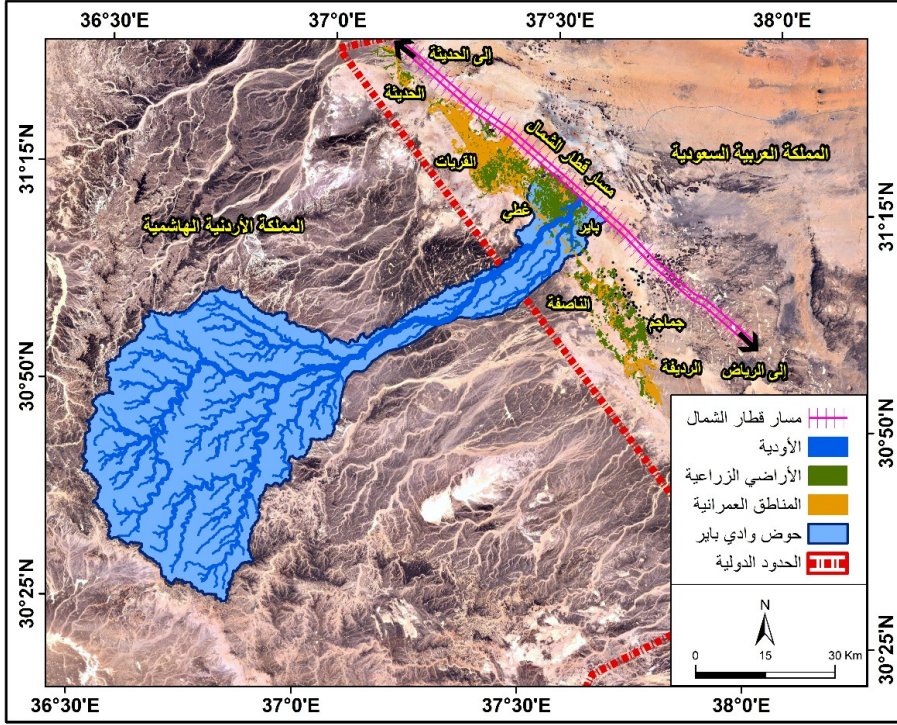 36°30'E
37°0'E
37°30'E
38°0'E
إلى الحديثة
الحديثة
مسار قطار الشمال
المملكة العربية السعودية
31°15'N
القريات
غطي
31°15'N
المملكة الأردنية الهاشمية
باير
الناصفة
جماجم
30°50'N
الرديفة
إلى الرياض
مسار قطار الشمال
30°50'N
الأودية
الأراضي الزراعية
المناطق العمرانية
حوض وادي باير
الحدود الدولية
30°25'N
N
0 15 30 Km
30°25'N
36°30'E
37°0'E
37°30'E
38°0'E